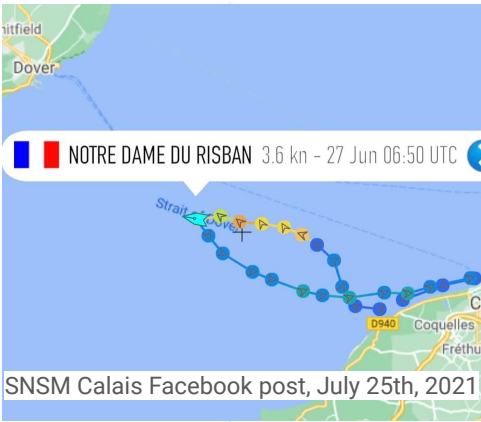 hitfield
Dover
NOTRE DAME DU RISBAN 3.6 kn - 27 Jun 06:50 UTC
Strait of Dover
C
D940
Coquelles
Fréthu
SNSM Calais Facebook post, July 25th, 2021